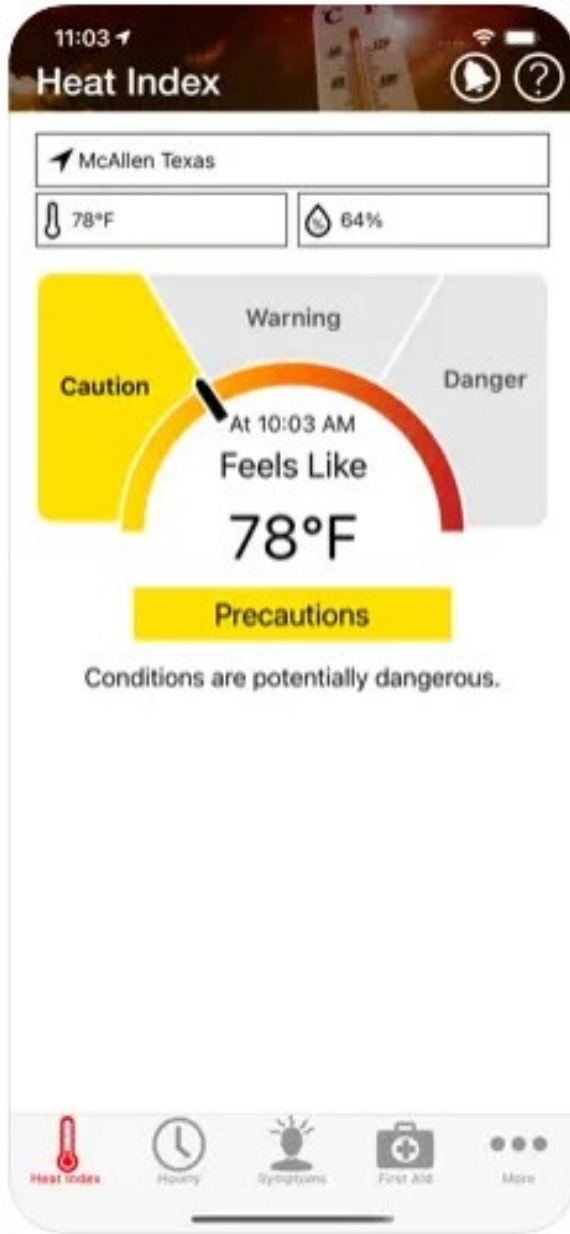 11:03
Heat Index
McAllen Texas
78°F
64%
Warning
Caution
Danger
At 10:03 AM
Feels Like
78°F
Precautions
Conditions are potentially dangerous.
Heat Index
Hourly
Symptoms
First Aid
More